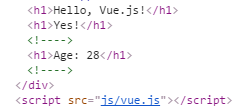 <h1>Hello, Vue.js!</h1>
<h1>Yes!</h1>
<!---->
<h1>Age: 28</h1>
<!---->
</div>
<script src="js/vue.js"></script>